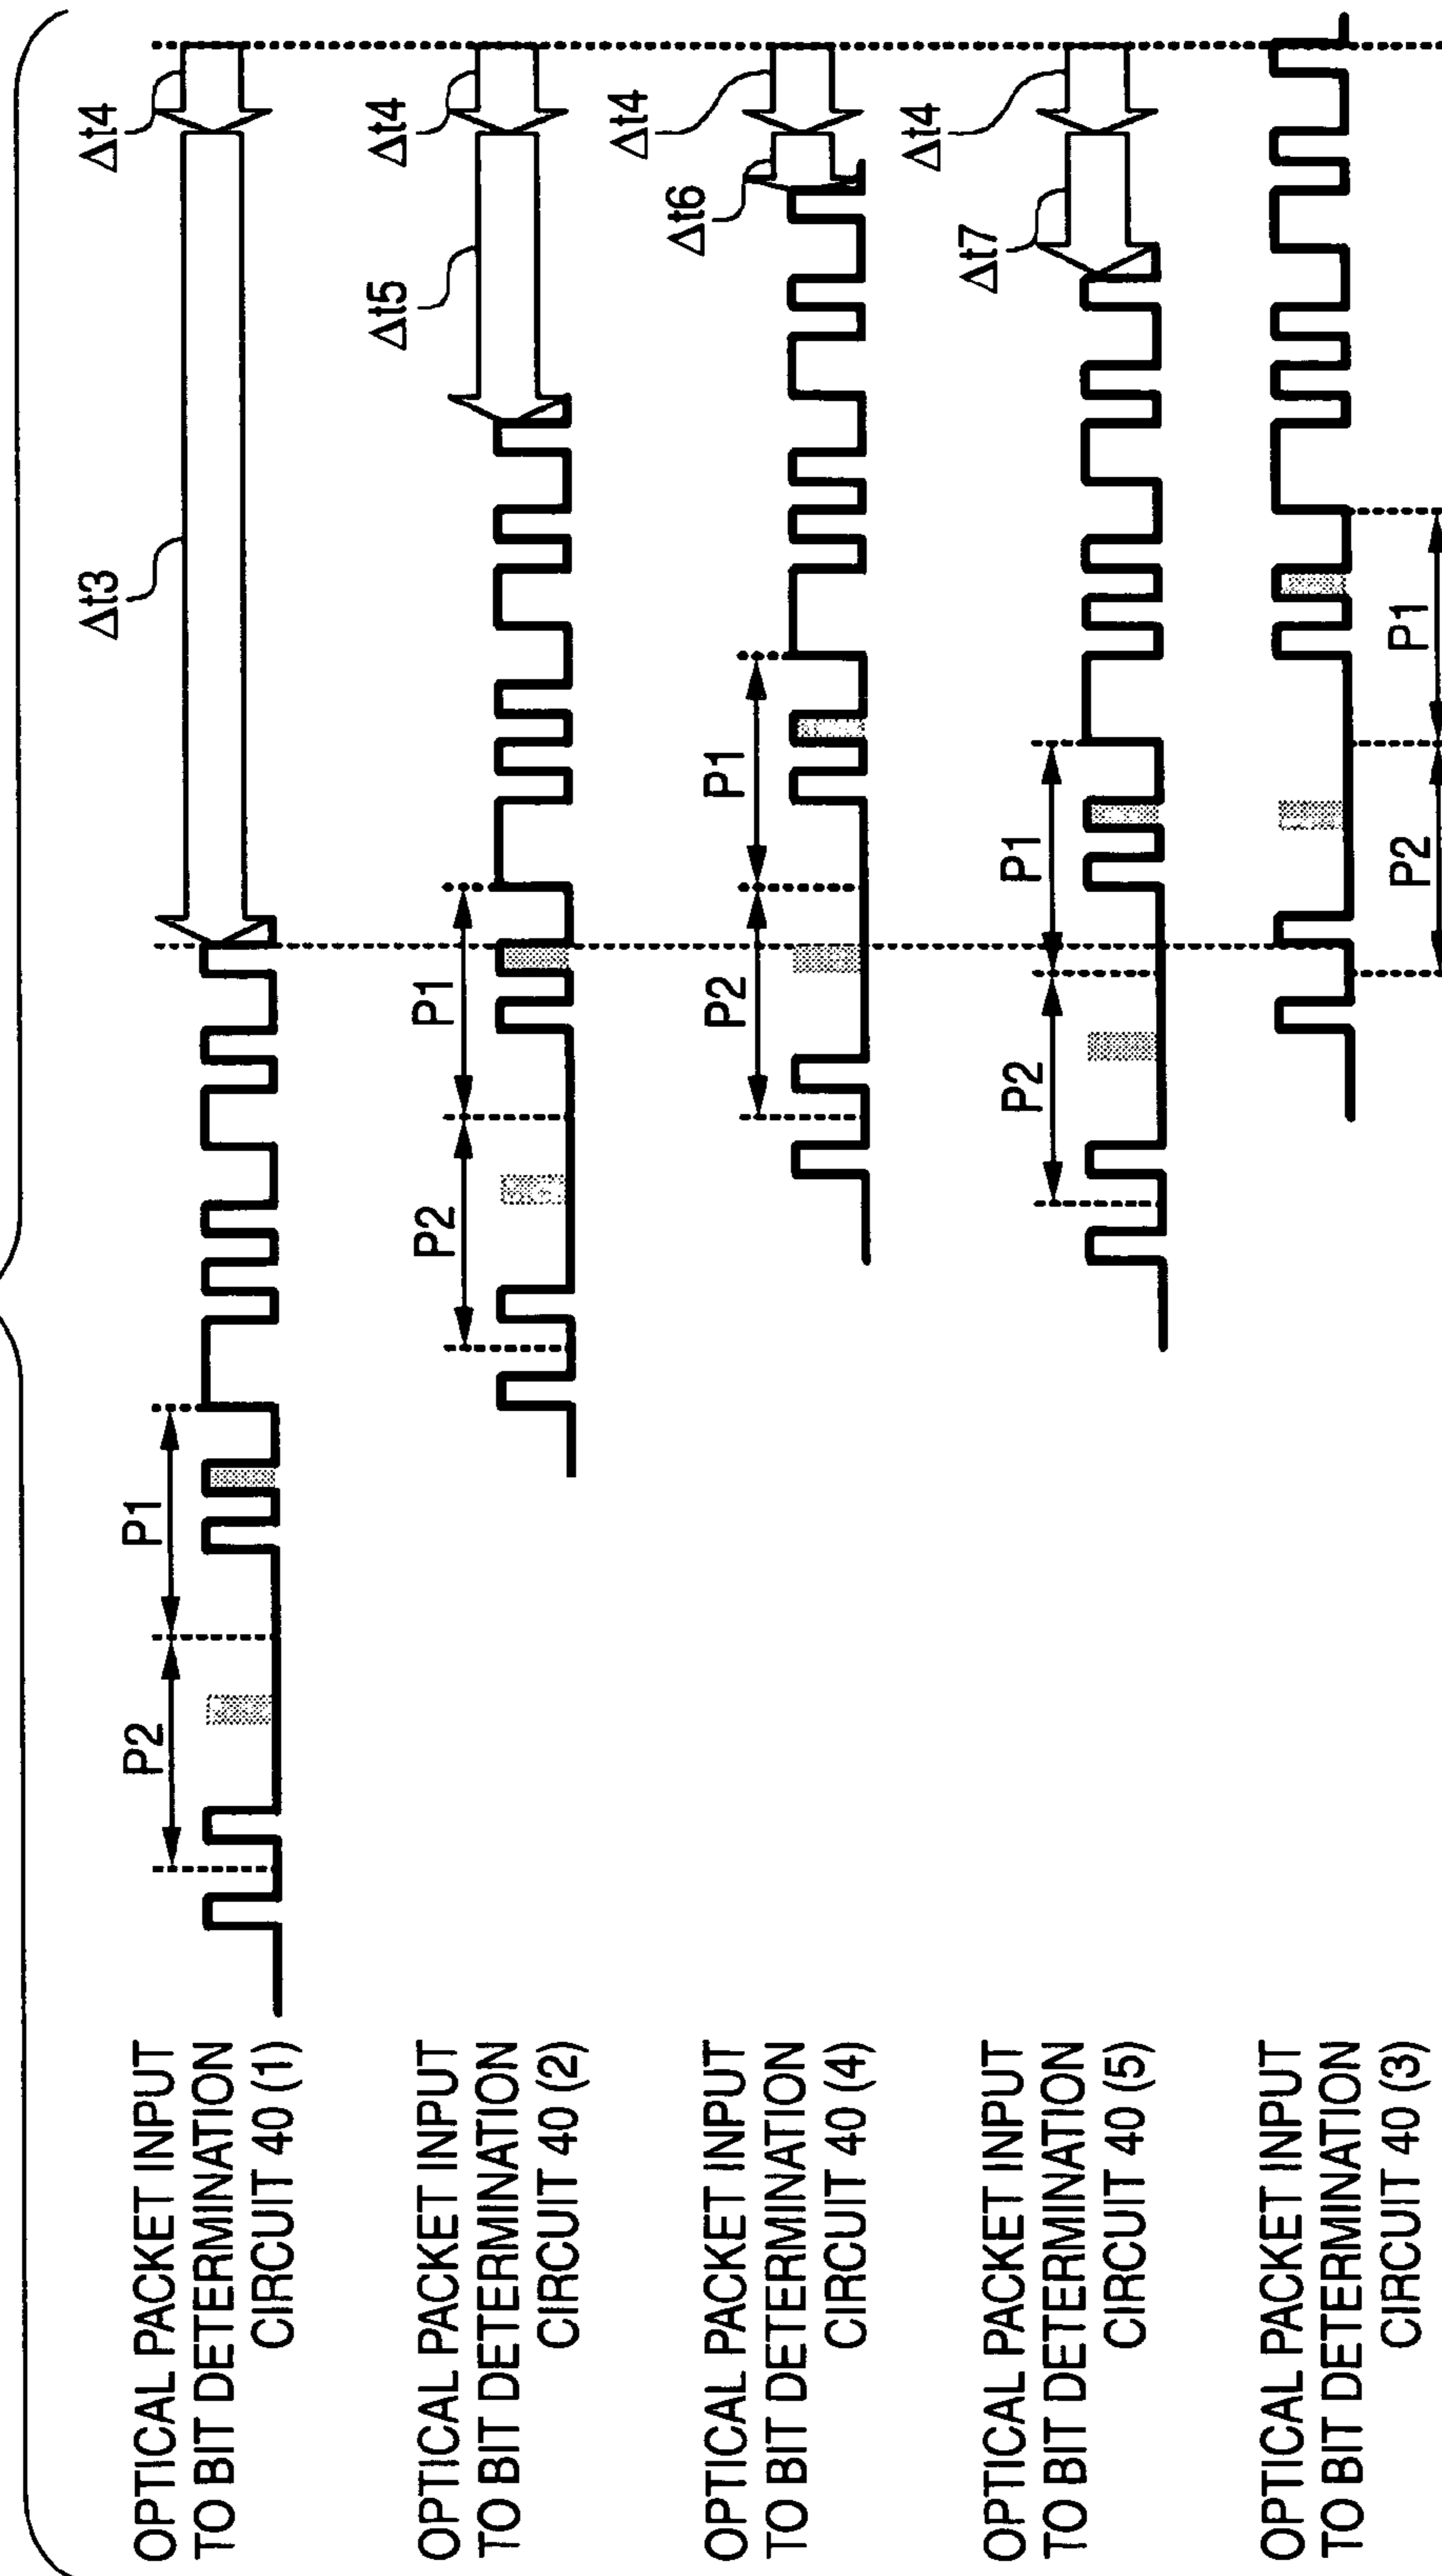 OPTICAL PACKET INPUT
TO BIT DETERMINATION
CIRCUIT 40 (1)
P2
P1
Δt3
Δt4
OPTICAL PACKET INPUT
TO BIT DETERMINATION
CIRCUIT 40 (2)
P2
P1
Δt5
Δt4
OPTICAL PACKET INPUT
TO BIT DETERMINATION
CIRCUIT 40 (4)
P2
P1
Δt6
Δt4
OPTICAL PACKET INPUT
TO BIT DETERMINATION
CIRCUIT 40 (5)
P2
P1
Δt7
Δt4
OPTICAL PACKET INPUT
TO BIT DETERMINATION
CIRCUIT 40 (3)
P2
P1